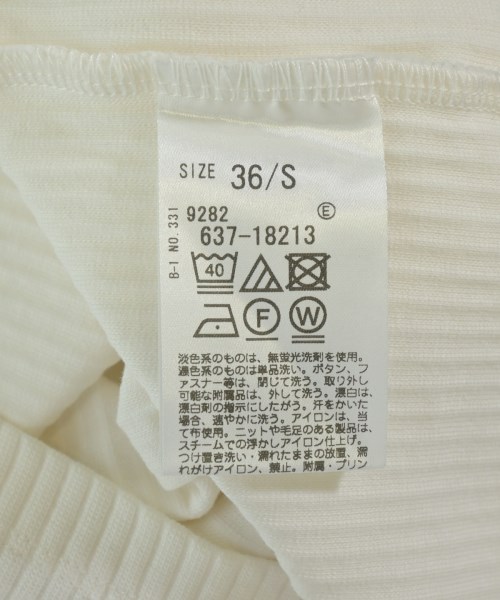 SIZE 36/S
B-1 NO.331
9282 Ⓔ
637-18213
40
F W
淡色系のものは、無蛍光洗剤を使用。
濃色系のものは単品洗い。ボタン、フ
ァスナー等は、閉じて洗う。取り外し
可能な附属品は、外して洗う。漂白は、
漂白剤の指示にしたがう。汗をかいた
場合、速やかに洗う。アイロンは、当
て布使用。ニットや毛足のある製品は、
スチームでの浮かしアイロン仕上げ。
つけ置き洗い・濡れたままの放置、濡
れがけアイロン、禁止。附属・プリン